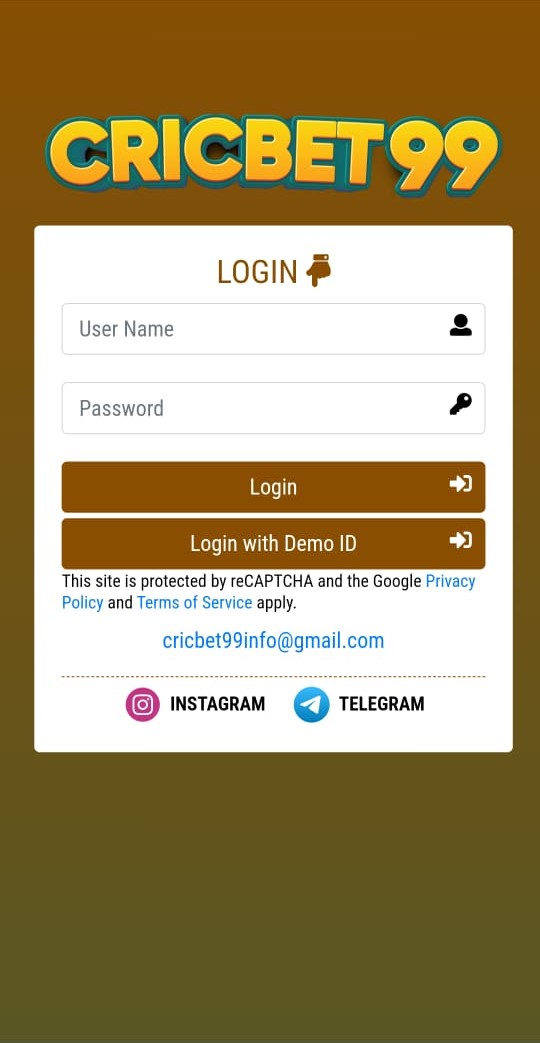 CRICBET99
LOGIN
User Name
Password
Login
Login with Demo ID
This site is protected by reCAPTCHA and the Google Privacy
Policy and Terms of Service apply.
cricbet99info@gmail.com
INSTAGRAM TELEGRAM